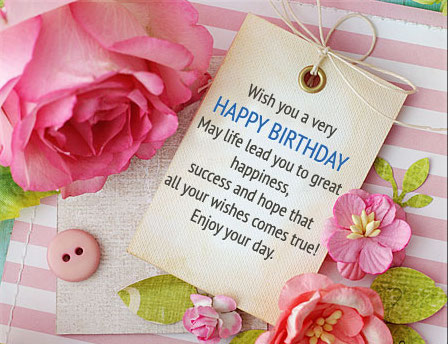 Wish you a very
HAPPY BIRTHDAY
May life lead you to great
happiness,
success and hope that
all your wishes comes true!
Enjoy your day.